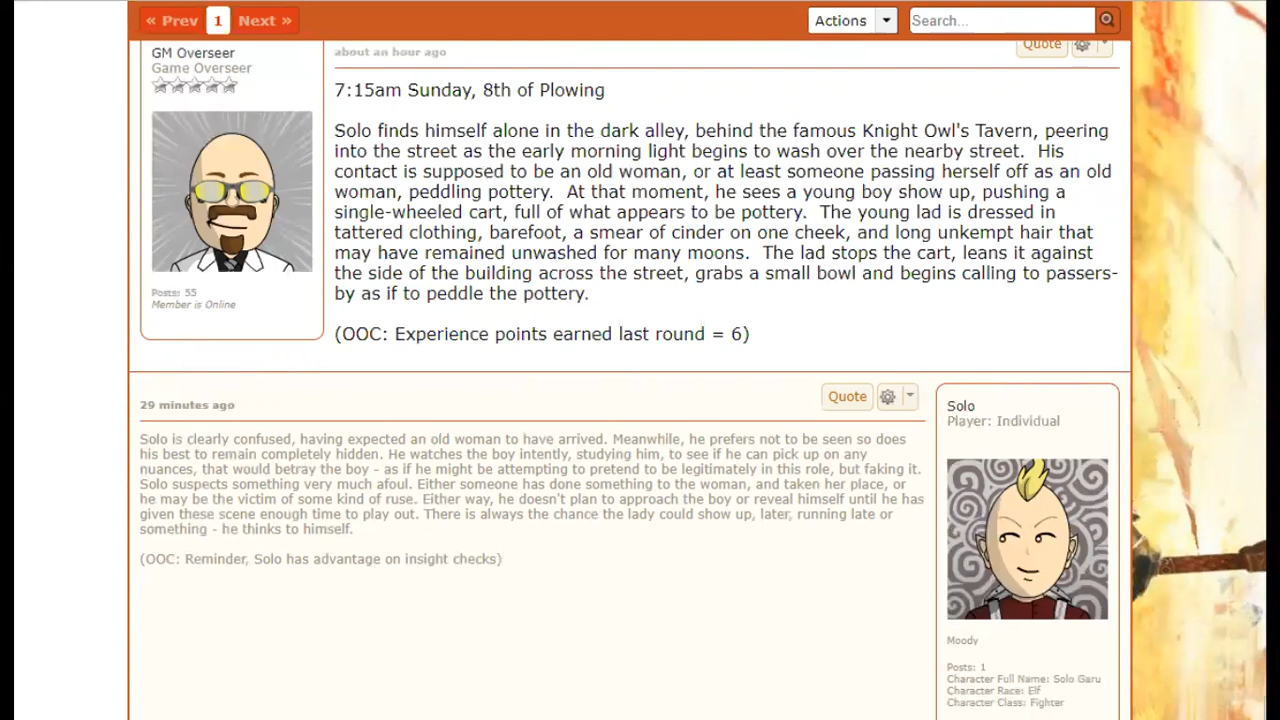 « Prev 1 Next »
Actions
Search...
GM Overseer
Game Overseer
Posts: 55
Member is Online
about an hour ago
Quote
7:15am Sunday, 8th of Plowing
Solo finds himself alone in the dark alley, behind the famous Knight Owl's Tavern, peering
into the street as the early morning light begins to wash over the nearby street.  His
contact is supposed to be an old woman, or at least someone passing herself off as an old
woman, peddling pottery.  At that moment, he sees a young boy show up, pushing a
single-wheeled cart, full of what appears to be pottery.  The young lad is dressed in
tattered clothing, barefoot, a smear of cinder on one cheek, and long unkempt hair that
may have remained unwashed for many moons.  The lad stops the cart, leans it against
the side of the building across the street, grabs a small bowl and begins calling to passers-
by as if to peddle the pottery.
(OOC: Experience points earned last round = 6)
29 minutes ago
Quote
Solo is clearly confused, having expected an old woman to have arrived. Meanwhile, he prefers not to be seen so does
his best to remain completely hidden. He watches the boy intently, studying him, to see if he can pick up on any
nuances, that would betray the boy - as if he might be attempting to pretend to be legitimately in this role, but faking it.
Solo suspects something very much afoul. Either someone has done something to the woman, and taken her place, or
he may be the victim of some kind of ruse. Either way, he doesn't plan to approach the boy or reveal himself until he has
given these scene enough time to play out. There is always the chance the lady could show up, later, running late or
something - he thinks to himself.
(OOC: Reminder, Solo has advantage on insight checks)
Solo
Player: Individual
Moody
Posts: 1
Character Full Name: Solo Garu
Character Race: Elf
Character Class: Fighter